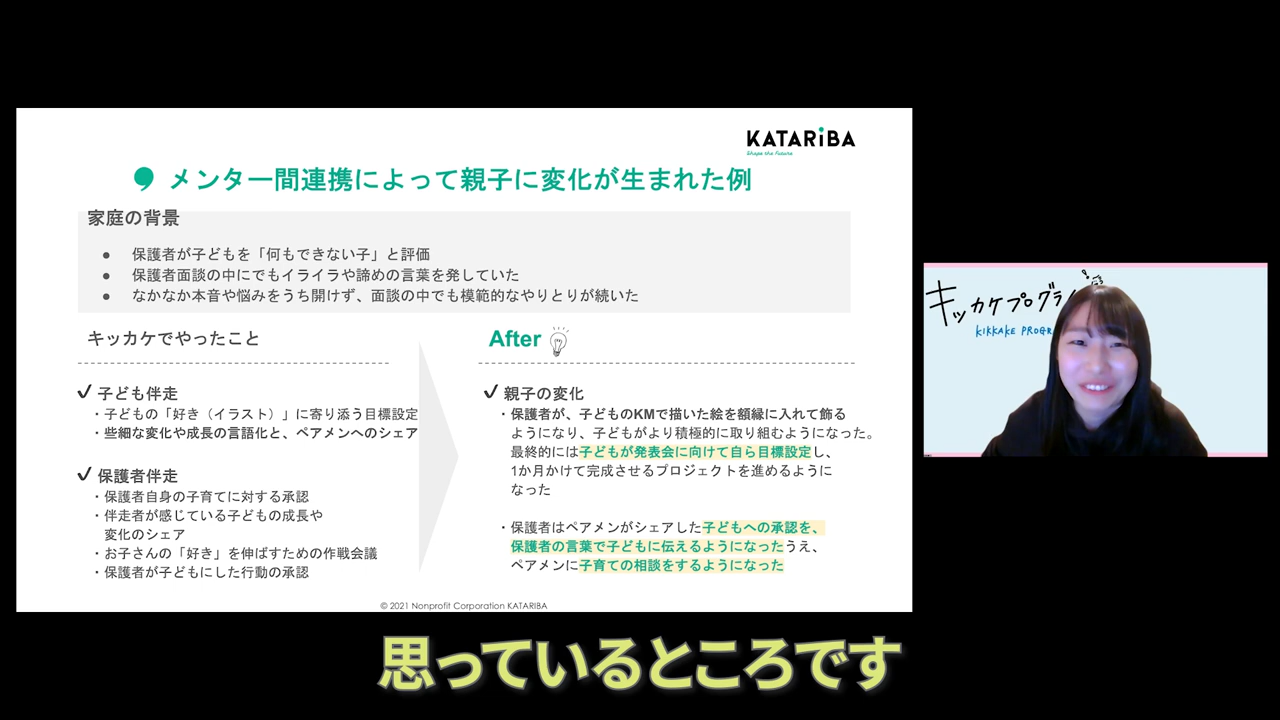 KATARiBA
Shape the future
メンター間連携によって親子に変化が生まれた例
家庭の背景
● 保護者が子どもを「何もできない子」と評価
● 保護者面談の中にでもイライラや諦めの言葉を発していた
● なかなか本音や悩みをうち開けず、面談の中でも模範的なやりとりが続いた
キッカケでやったこと
✓ 子ども伴走
・子どもの「好き（イラスト）」に寄り添う目標設定
・些細な変化や成長の言語化と、ペアメンへのシェア
✓ 保護者伴走
・保護者自身の子育てに対する承認
・伴走者が感じている子どもの成長や
変化のシェア
・お子さんの「好き」を伸ばすための作戦会議
・保護者が子どもにした行動の承認
After
✓ 親子の変化
・保護者が、子どものKMで描いた絵を額縁に入れて飾る
ようになり、子どもがより積極的に取り組むようになった。
最終的には子どもが発表会に向けて自ら目標設定し、
1か月かけて完成させるプロジェクトを進めるように
なった
・保護者はペアメンがシェアした子どもへの承認を、
保護者の言葉で子どもに伝えるようになったうえ、
ペアメンに子育ての相談をするようになった
© 2021 Nonprofit Corporation KATARIBA
キッカケプログラ
KIKKAKE PROGR
思っているところです